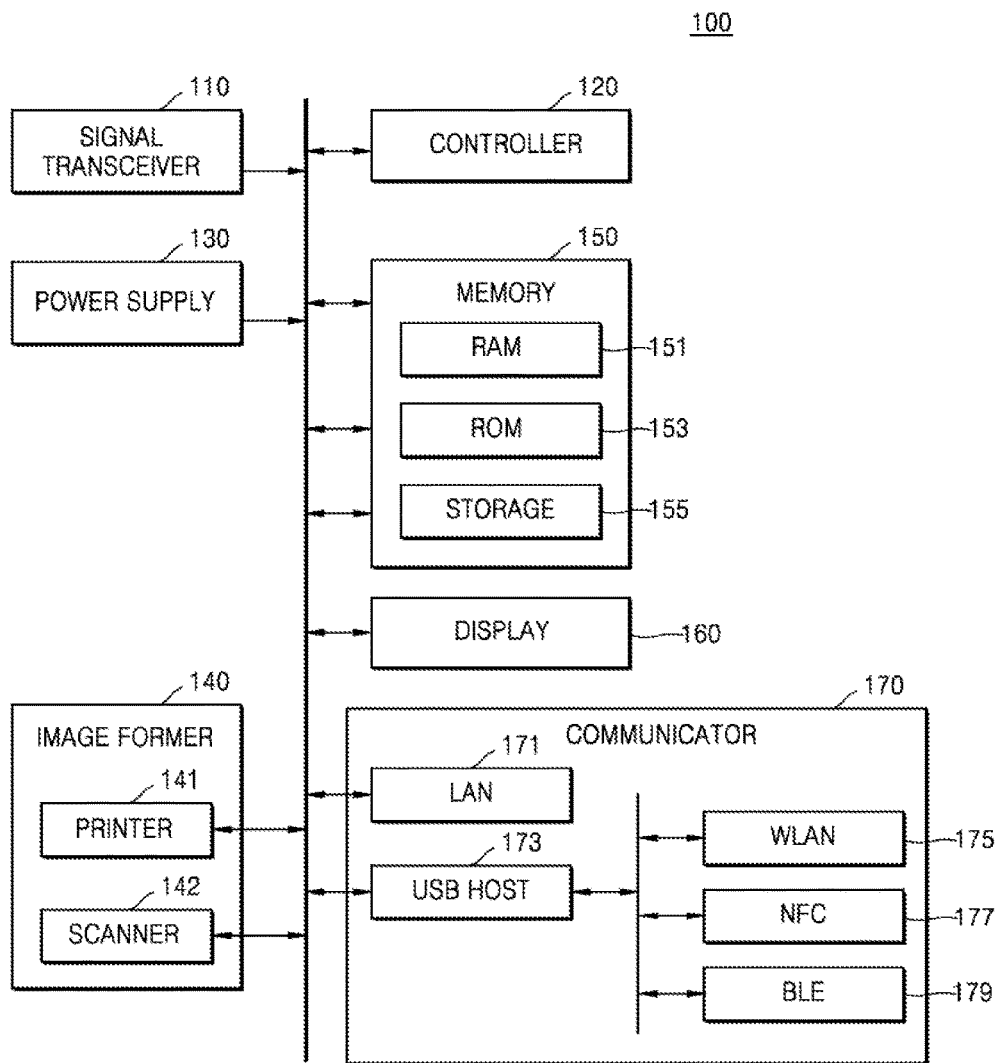 100
110
SIGNAL
TRANSCEIVER
120
CONTROLLER
130
POWER SUPPLY
150
MEMORY
RAM
151
ROM
153
STORAGE
155
DISPLAY
160
140
IMAGE FORMER
141
PRINTER
142
SCANNER
170
COMMUNICATOR
171
LAN
173
USB HOST
WLAN
175
NFC
177
BLE
179